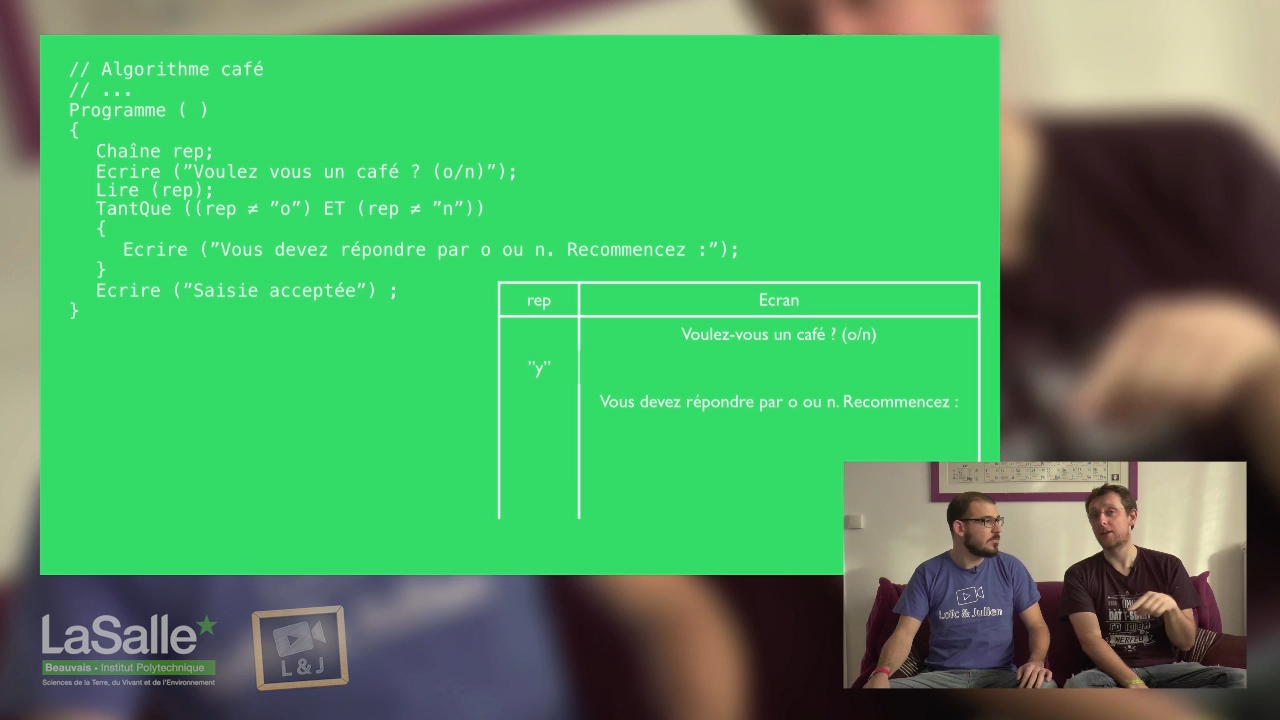 // Algorithme café
// ...
Programme ( )
{
Chaîne rep;
Ecrire (”Voulez vous un café ? (o/n)”);
Lire (rep);
TantQue ((rep ≠ ”o”) ET (rep ≠ ”n”))
{
Ecrire (”Vous devez répondre par o ou n. Recommencez :”);
}
Ecrire (”Saisie acceptée”) ;
}
rep Ecran
Voulez-vous un café ? (o/n)
”y”
Vous devez répondre par o ou n. Recommencez :
Loïc & Julien
LaSalle
Beauvais • Institut Polytechnique
Sciences de la Terre, du Vivant et de l'Environnement
L & J